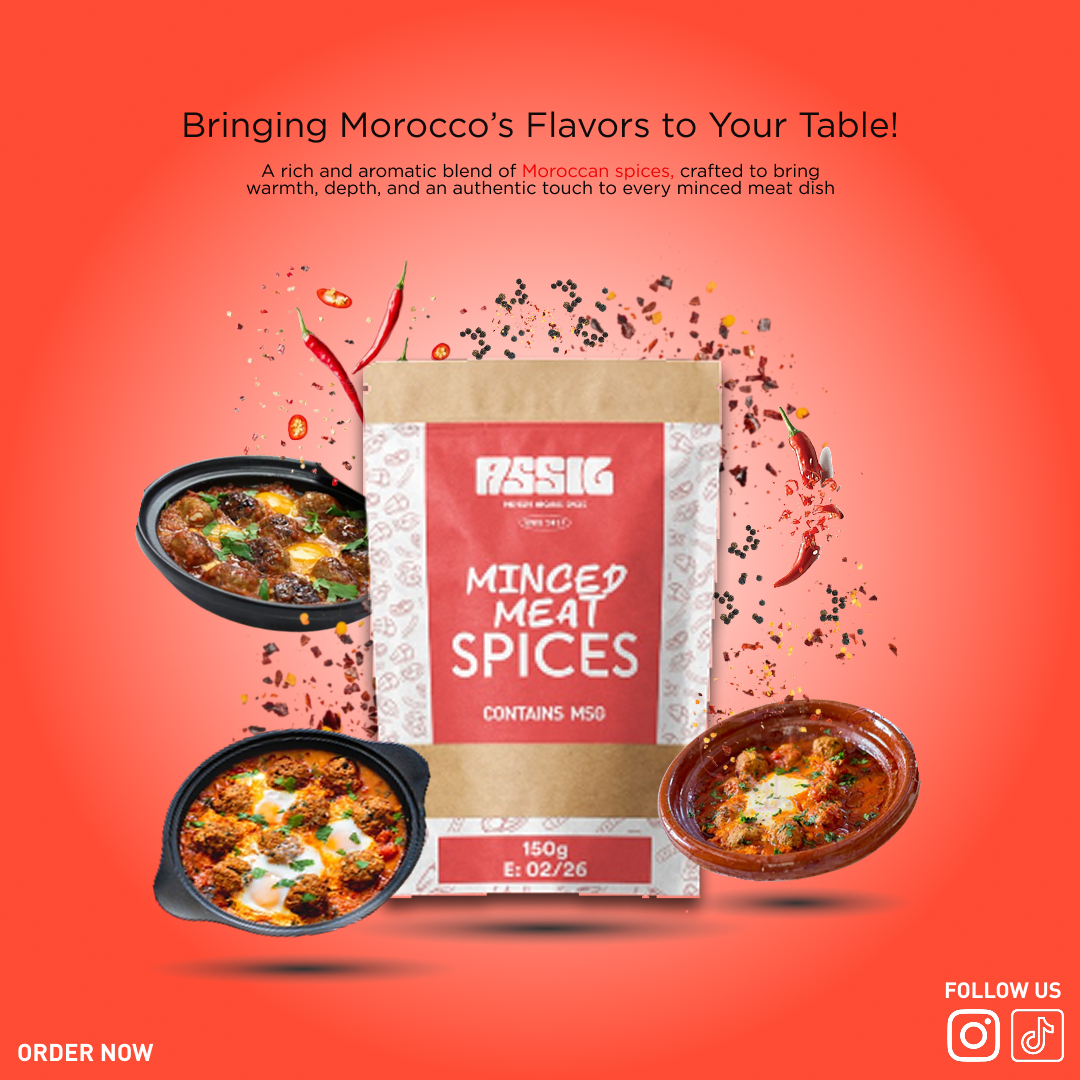 Bringing Morocco's Flavors to Your Table!
A rich and aromatic blend of Moroccan spices, crafted to bring
warmth, depth, and an authentic touch to every minced meat dish
ASSIG
MINCED
MEAT
SPICES
CONTAINS MSG
150g
E: 02/26
FOLLOW US
ORDER NOW